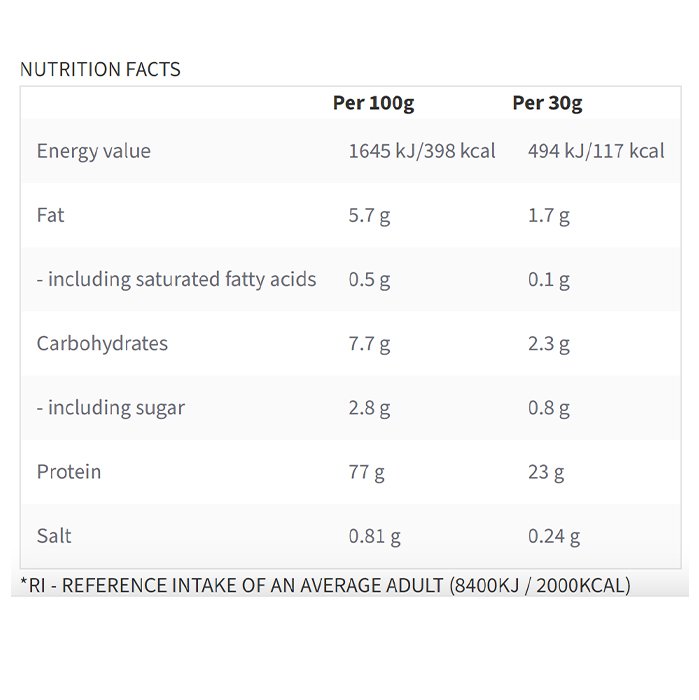 NUTRITION FACTS
Per 100g Per 30g
Energy value 1645 kJ/398 kcal 494 kJ/117 kcal
Fat 5.7 g 1.7 g
- including saturated fatty acids 0.5 g 0.1 g
Carbohydrates 7.7 g 2.3 g
- including sugar 2.8 g 0.8 g
Protein 77 g 23 g
Salt 0.81 g 0.24 g
*RI - REFERENCE INTAKE OF AN AVERAGE ADULT (8400KJ / 2000KCAL)